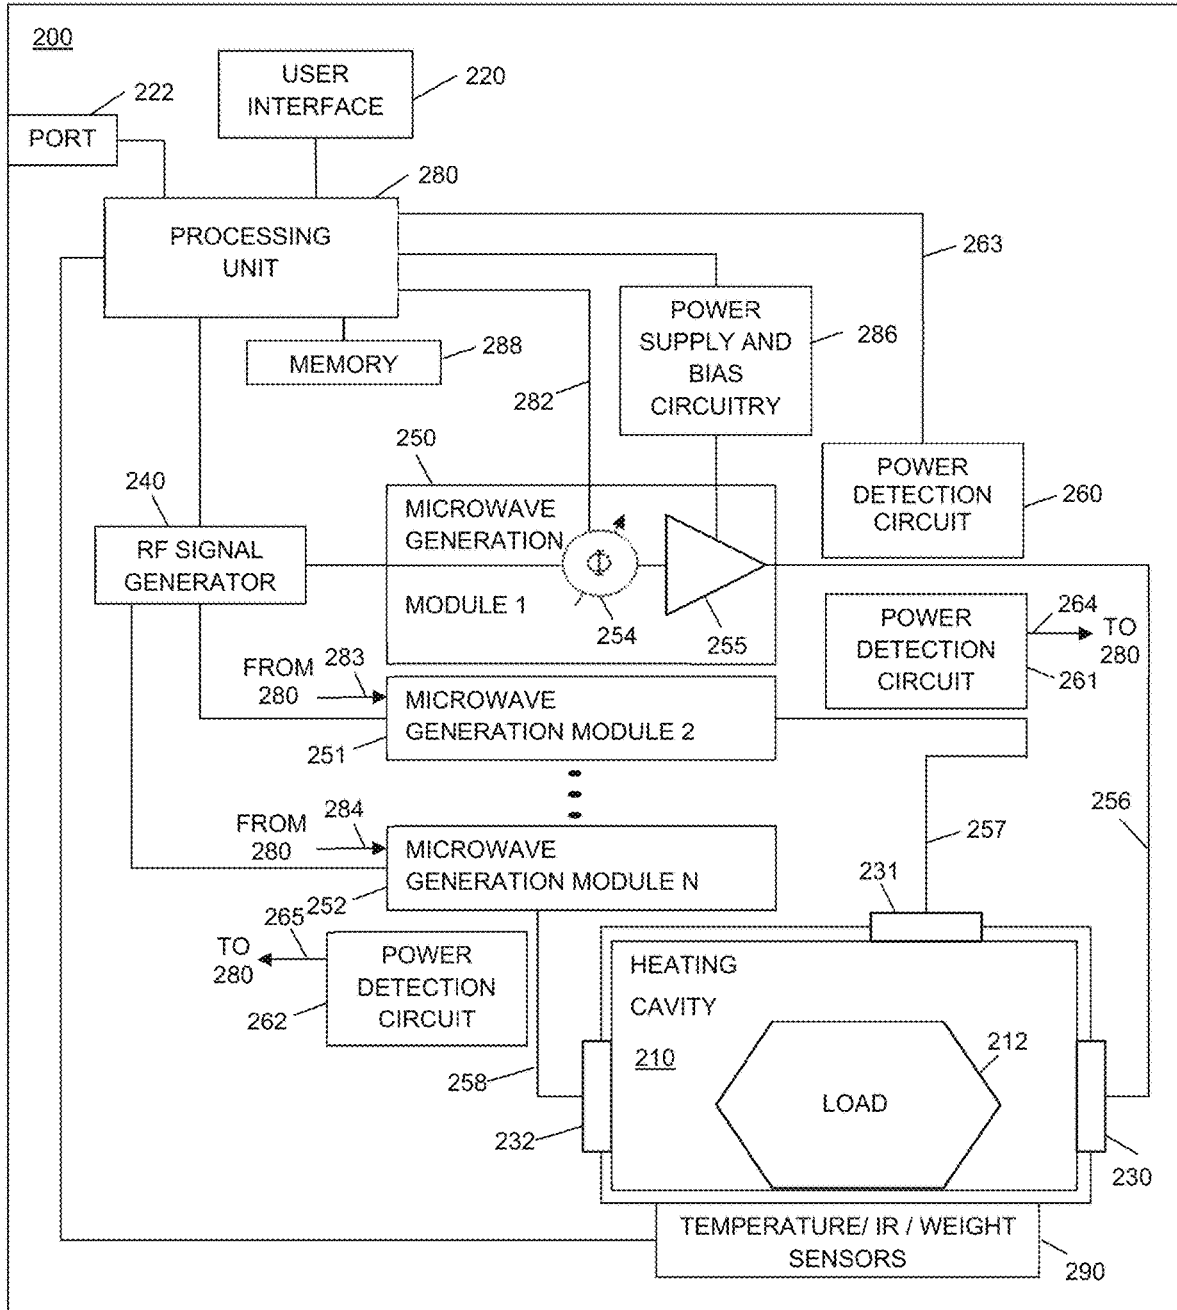 200
USER
INTERFACE
220
222
PORT
280
PROCESSING
UNIT
263
POWER
SUPPLY AND
BIAS
CIRCUITRY
286
MEMORY
288
282
250
240
RF SIGNAL
GENERATOR
MICROWAVE
GENERATION
MODULE 1
Φ
254
255
POWER
DETECTION
CIRCUIT
260
POWER
DETECTION
CIRCUIT
264
TO
280
261
FROM
280
283
MICROWAVE
GENERATION MODULE 2
251
FROM
280
284
MICROWAVE
GENERATION MODULE N
252
256
257
231
265
TO
280
POWER
DETECTION
CIRCUIT
262
258
HEATING
CAVITY
210
212
LOAD
232
230
TEMPERATURE/ IR / WEIGHT
SENSORS
290